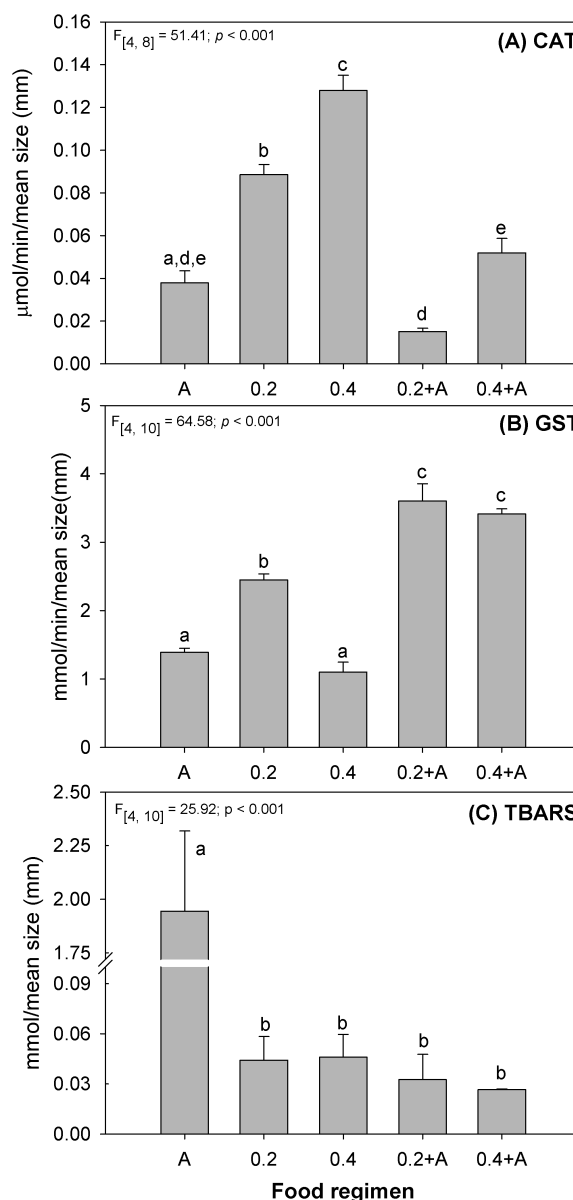 F[4, 8] = 51.41; p < 0.001
(A) CAT
μmol/min/mean size (mm)
0.16
0.14
0.12
0.10
0.08
0.06
0.04
0.02
0.00
a,d,e
b
c
d
e
A 0.2 0.4 0.2+A 0.4+A
F[4, 10] = 64.58; p < 0.001
(B) GST
mmol/min/mean size(mm)
5
4
3
2
1
0
a
b
a
c
c
A 0.2 0.4 0.2+A 0.4+A
F[4, 10] = 25.92; p < 0.001
(C) TBARS
mmol/mean size (mm)
2.50
2.25
2.00
1.75
0.09
0.06
0.03
0.00
a
b
b
b
b
A 0.2 0.4 0.2+A 0.4+A
Food regimen